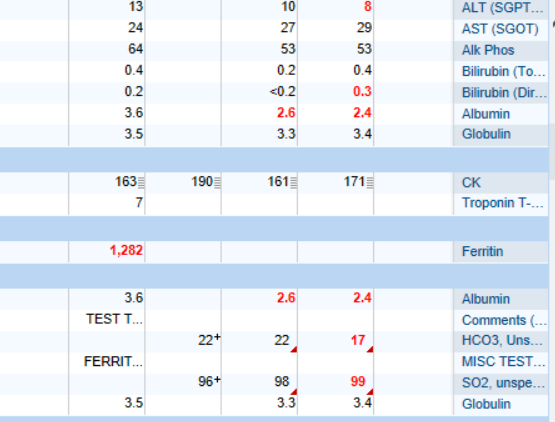 13 10 8 ALT (SGPT...
24 27 29 AST (SGOT)
64 53 53 Alk Phos
0.4 0.2 0.4 Bilirubin (To...
0.2 <0.2 0.3 Bilirubin (Dir...
3.6 2.6 2.4 Albumin
3.5 3.3 3.4 Globulin
163 190 161 171 CK
7 Troponin T-...
1,282 Ferritin
3.6 2.6 2.4 Albumin
TEST T... Comments (...
22+ 22 17 HCO3, Uns...
FERRIT... MISC TEST...
96+ 98 99 SO2, unspe...
3.5 3.3 3.4 Globulin